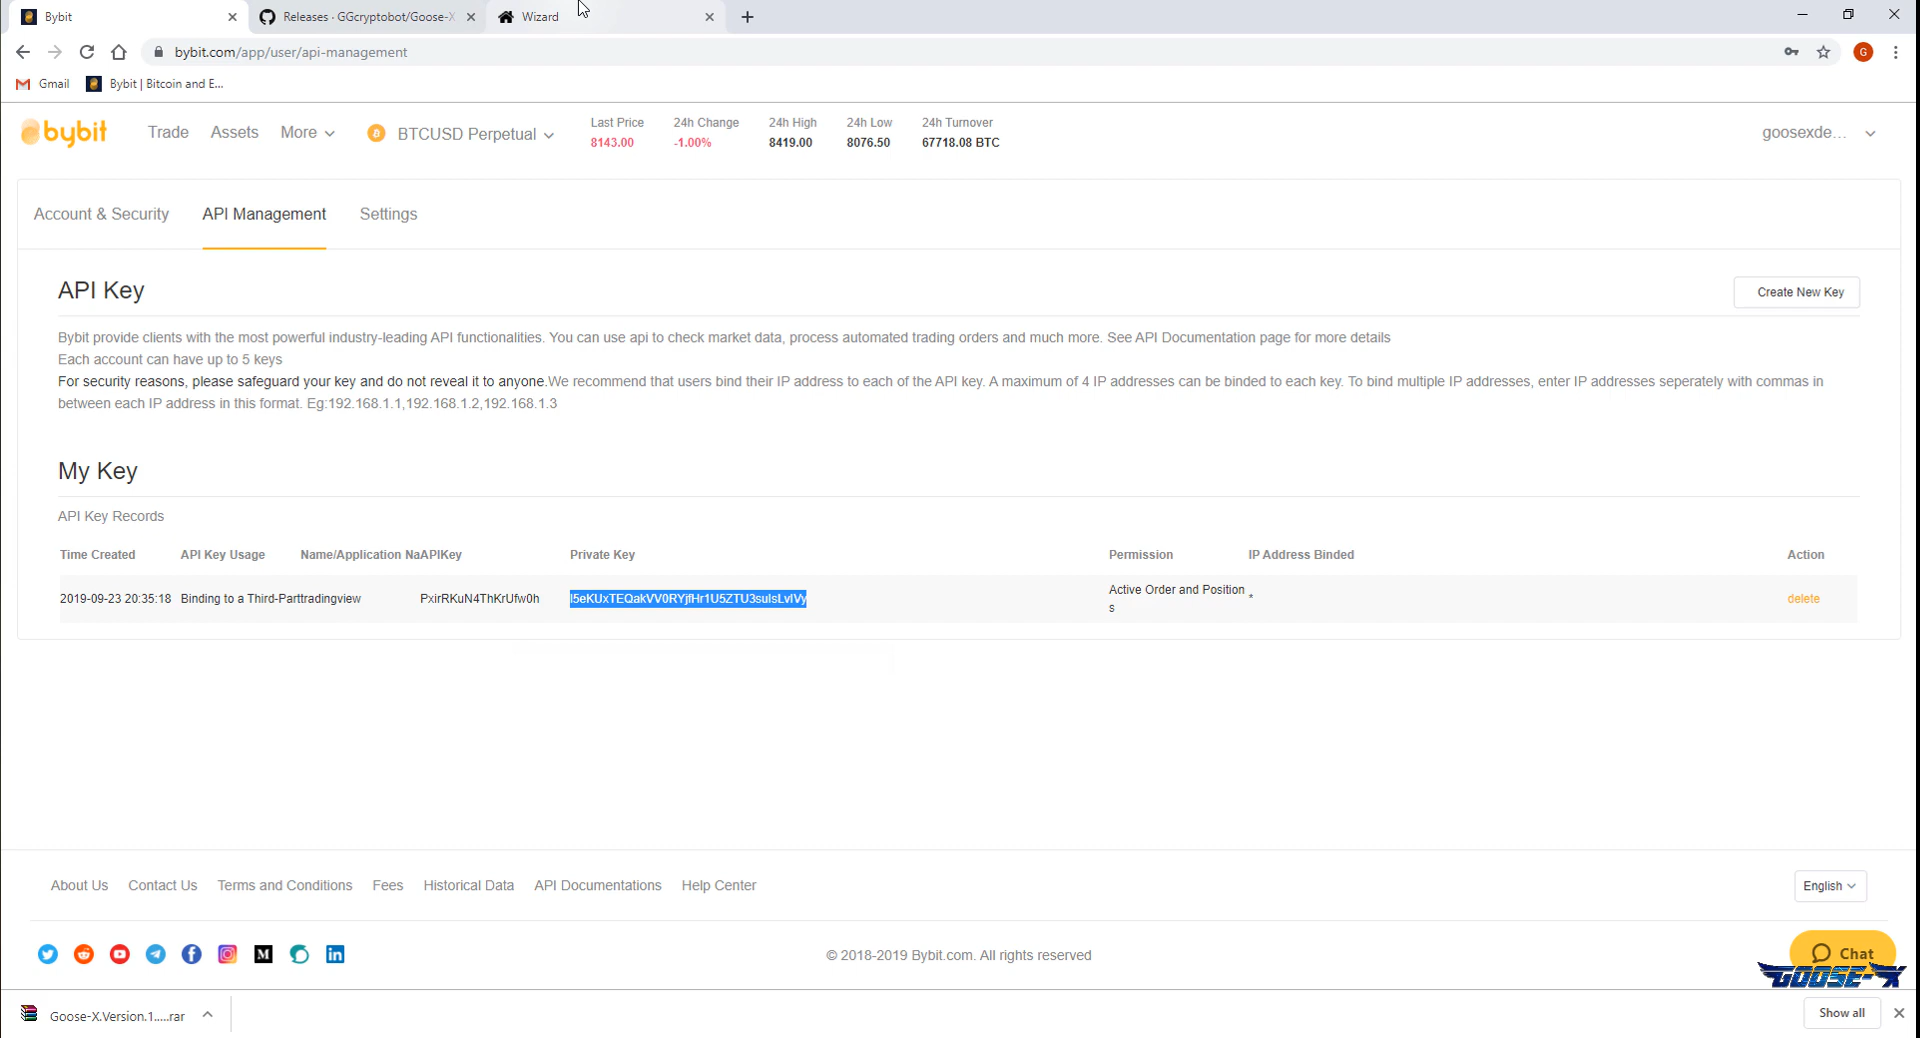 Bybit
Releases · GGcryptobot/Goose-X
Wizard
bybit.com/app/user/api-management
G
Gmail
Bybit | Bitcoin and E...
bybit
Trade
Assets
More
BTCUSD Perpetual
Last Price
8143.00
24h Change
-1.00%
24h High
8419.00
24h Low
8076.50
24h Turnover
67718.08 BTC
goosexde...
Account & Security
API Management
Settings
API Key
Create New Key
Bybit provide clients with the most powerful industry-leading API functionalities. You can use api to check market data, process automated trading orders and much more. See API Documentation page for more details
Each account can have up to 5 keys
For security reasons, please safeguard your key and do not reveal it to anyone.We recommend that users bind their IP address to each of the API key. A maximum of 4 IP addresses can be binded to each key. To bind multiple IP addresses, enter IP addresses seperately with commas in
between each IP address in this format. Eg:192.168.1.1,192.168.1.2,192.168.1.3
My Key
API Key Records
Time Created API Key Usage Name/Application NaAPIKey Private Key Permission IP Address Binded Action
2019-09-23 20:35:18 Binding to a Third-Parttradingview PxirRKuN4ThKrUfw0h Active Order and Position * delete
s
About Us Contact Us Terms and Conditions Fees Historical Data API Documentations Help Center
English
M
© 2018-2019 Bybit.com. All rights reserved
Chat
GOOSE-X
Goose-X.Version.1.....rar
Show all